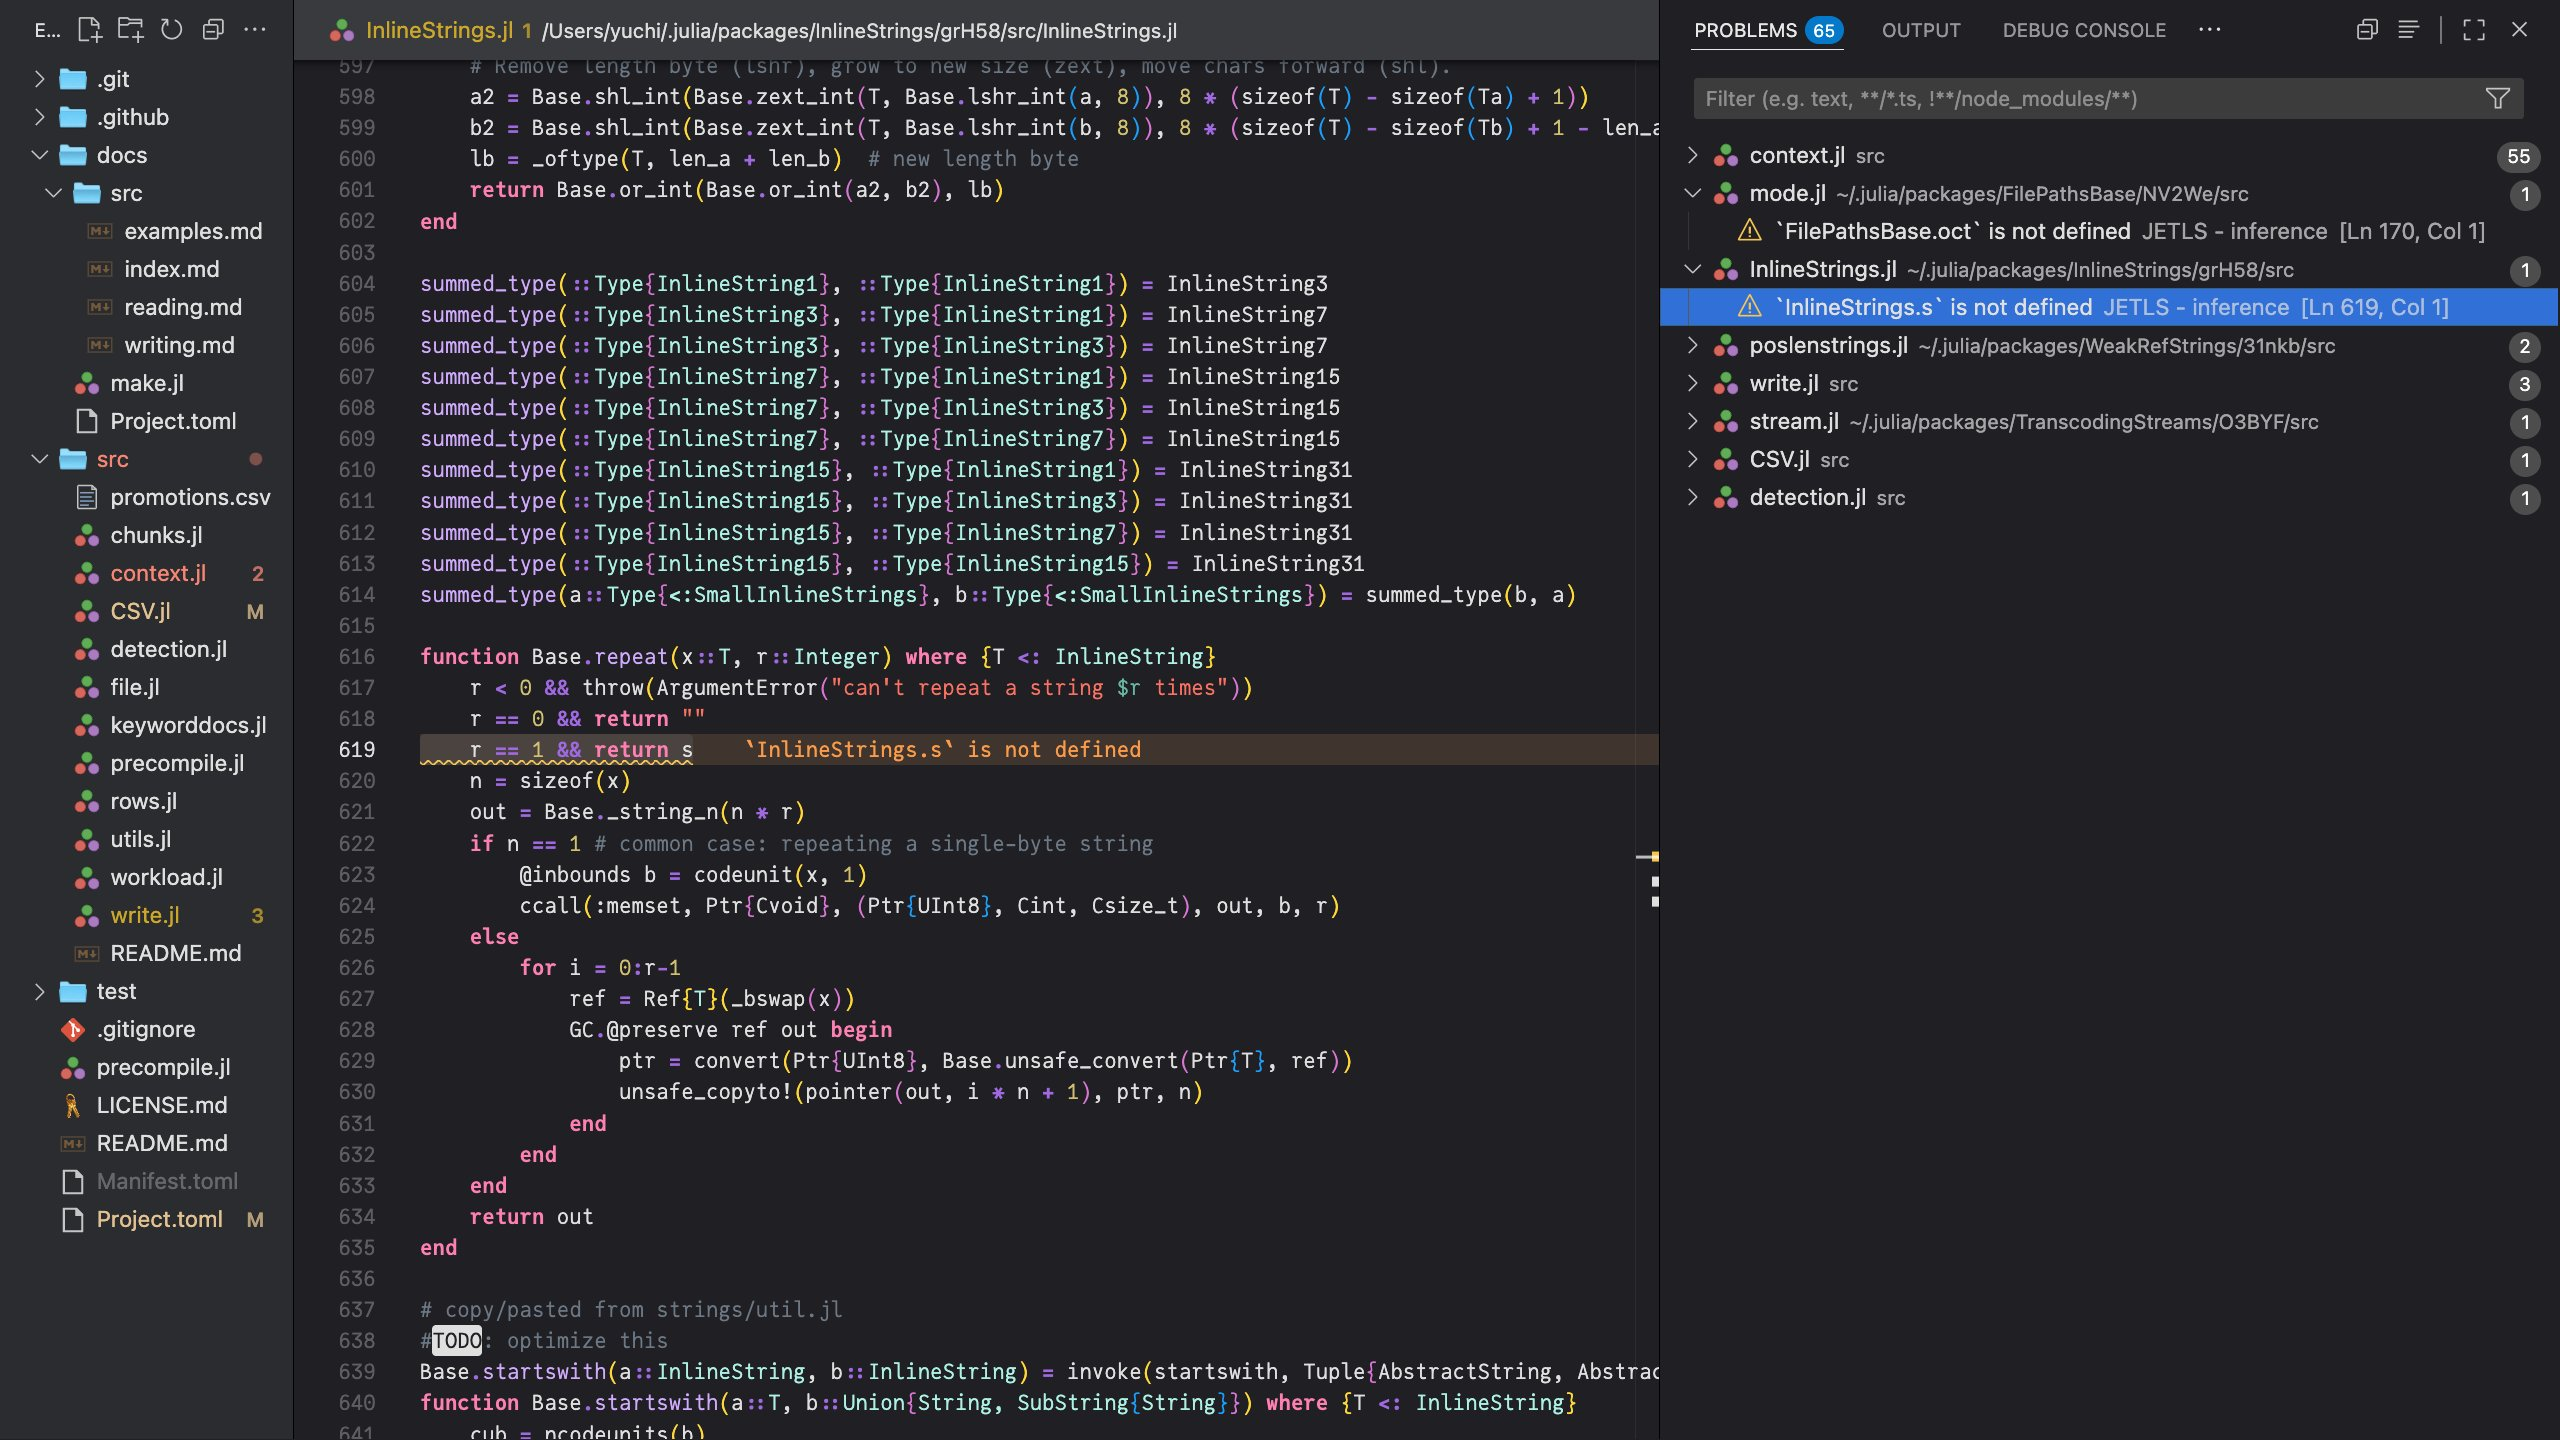 E...
.git
.github
docs
src
examples.md
index.md
reading.md
writing.md
make.jl
Project.toml
src
promotions.csv
chunks.jl
context.jl 2
CSV.jl M
detection.jl
file.jl
keyworddocs.jl
precompile.jl
rows.jl
utils.jl
workload.jl
write.jl 3
README.md
test
.gitignore
precompile.jl
LICENSE.md
README.md
Manifest.toml
Project.toml M
InlineStrings.jl 1 /Users/yuchi/.julia/packages/InlineStrings/grH58/src/InlineStrings.jl
597 # Remove length byte (lshr), grow to new size (zext), move chars forward (shl).
598 a2 = Base.shl_int(Base.zext_int(T, Base.lshr_int(a, 8)), 8 * (sizeof(T) - sizeof(Ta) + 1))
599 b2 = Base.shl_int(Base.zext_int(T, Base.lshr_int(b, 8)), 8 * (sizeof(T) - sizeof(Tb) + 1 - len_a
600 lb = _oftype(T, len_a + len_b)  # new length byte
601 return Base.or_int(Base.or_int(a2, b2), lb)
602 end
603
604 summed_type(::Type{InlineString1}, ::Type{InlineString1}) = InlineString3
605 summed_type(::Type{InlineString3}, ::Type{InlineString1}) = InlineString7
606 summed_type(::Type{InlineString3}, ::Type{InlineString3}) = InlineString7
607 summed_type(::Type{InlineString7}, ::Type{InlineString1}) = InlineString15
608 summed_type(::Type{InlineString7}, ::Type{InlineString3}) = InlineString15
609 summed_type(::Type{InlineString7}, ::Type{InlineString7}) = InlineString15
610 summed_type(::Type{InlineString15}, ::Type{InlineString1}) = InlineString31
611 summed_type(::Type{InlineString15}, ::Type{InlineString3}) = InlineString31
612 summed_type(::Type{InlineString15}, ::Type{InlineString7}) = InlineString31
613 summed_type(::Type{InlineString15}, ::Type{InlineString15}) = InlineString31
614 summed_type(a::Type{<:SmallInlineStrings}, b::Type{<:SmallInlineStrings}) = summed_type(b, a)
615
616 function Base.repeat(x::T, r::Integer) where {T <: InlineString}
617 r < 0 && throw(ArgumentError("can't repeat a string $r times"))
618 r == 0 && return ""
619 r == 1 && return s `InlineStrings.s` is not defined
620 n = sizeof(x)
621 out = Base._string_n(n * r)
622 if n == 1 # common case: repeating a single-byte string
623 @inbounds b = codeunit(x, 1)
624 ccall(:memset, Ptr{Cvoid}, (Ptr{UInt8}, Cint, Csize_t), out, b, r)
625 else
626 for i = 0:r-1
627 ref = Ref{T}(_bswap(x))
628 GC.@preserve ref out begin
629 ptr = convert(Ptr{UInt8}, Base.unsafe_convert(Ptr{T}, ref))
630 unsafe_copyto!(pointer(out, i * n + 1), ptr, n)
631 end
632 end
633 end
634 return out
635 end
636
637 # copy/pasted from strings/util.jl
638 #TODO: optimize this
639 Base.startswith(a::InlineString, b::InlineString) = invoke(startswith, Tuple{AbstractString, Abstrac
640 function Base.startswith(a::T, b::Union{String, SubString{String}}) where {T <: InlineString}
641 cub = ncodeunits(b)
PROBLEMS 65 OUTPUT DEBUG CONSOLE ...
Filter (e.g. text, **/*.ts, !**/node_modules/**)
context.jl src 55
mode.jl ~/.julia/packages/FilePathsBase/NV2We/src 1
`FilePathsBase.oct` is not defined JETLS - inference [Ln 170, Col 1]
InlineStrings.jl ~/.julia/packages/InlineStrings/grH58/src 1
`InlineStrings.s` is not defined JETLS - inference [Ln 619, Col 1]
poslenstrings.jl ~/.julia/packages/WeakRefStrings/31nkb/src 2
write.jl src 3
stream.jl ~/.julia/packages/TranscodingStreams/O3BYF/src 1
CSV.jl src 1
detection.jl src 1